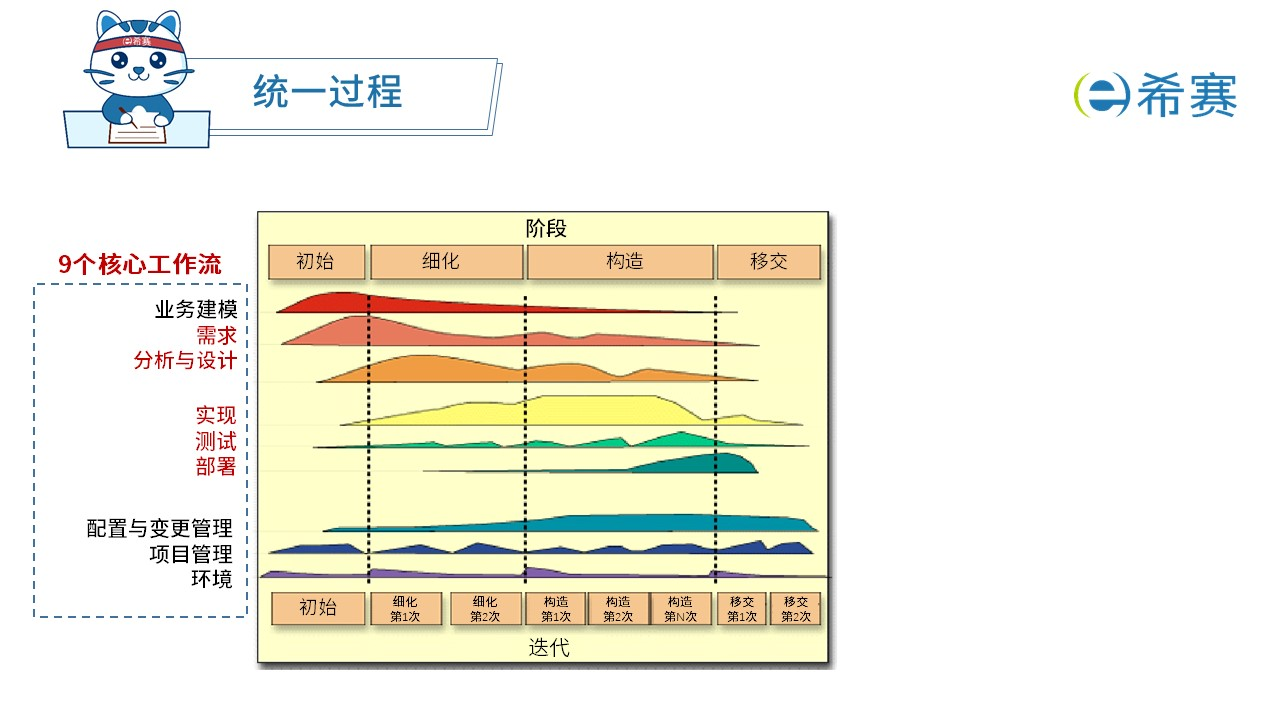 希赛
统一过程
希赛
阶段
初始
细化
构造
移交
9个核心工作流
业务建模
需求
分析与设计
实现
测试
部署
配置与变更管理
项目管理
环境
初始
细化
第1次
细化
第2次
构造
第1次
构造
第2次
构造
第N次
移交
第1次
移交
第2次
迭代